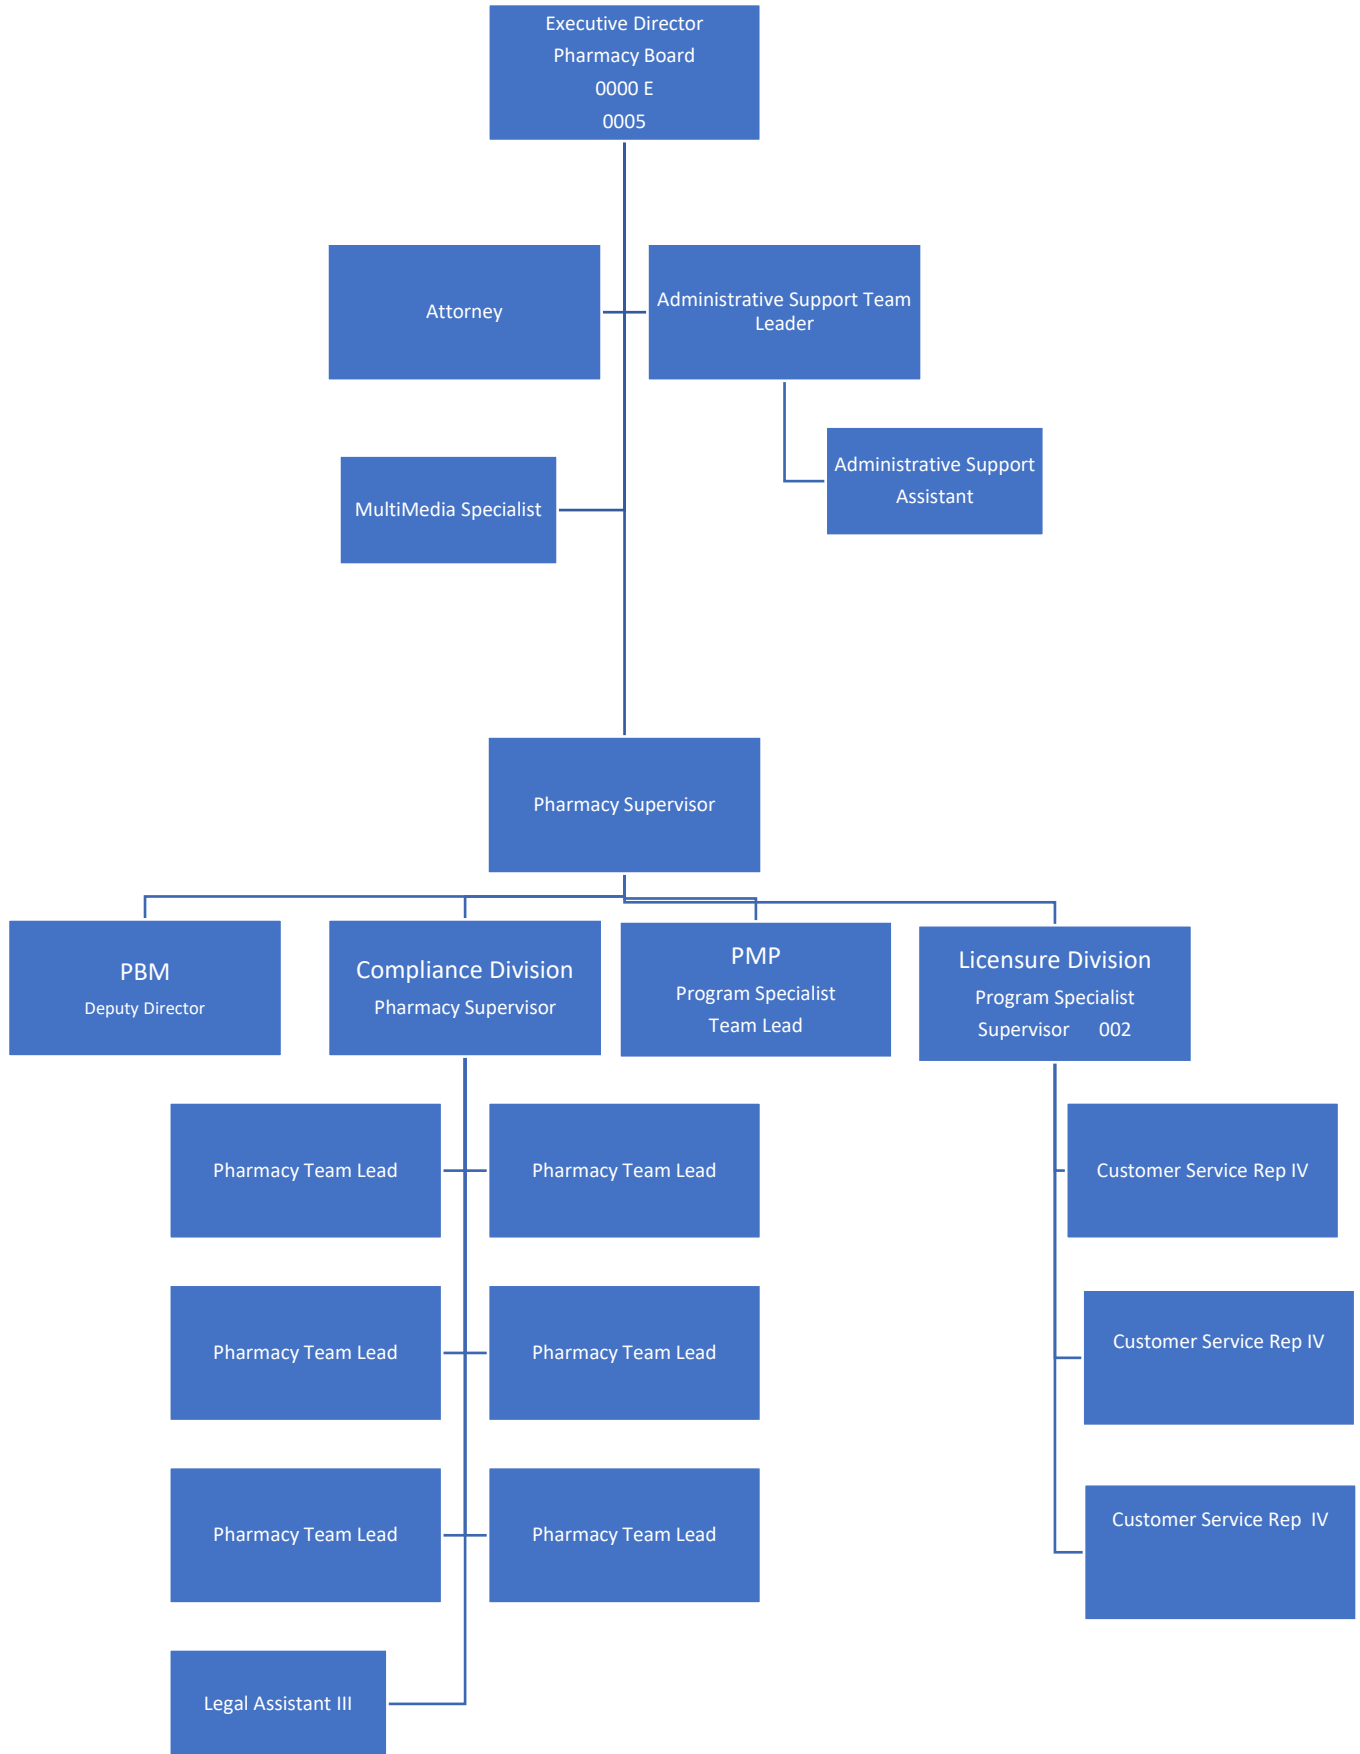 Executive Director
Pharmacy Board
0000 E
0005
Attorney
Administrative Support Team
Leader
Administrative Support
Assistant
MultiMedia Specialist
Pharmacy Supervisor
PBM
Deputy Director
Compliance Division
Pharmacy Supervisor
PMP
Program Specialist
Team Lead
Licensure Division
Program Specialist
Supervisor 002
Pharmacy Team Lead
Pharmacy Team Lead
Customer Service Rep IV
Pharmacy Team Lead
Pharmacy Team Lead
Customer Service Rep IV
Pharmacy Team Lead
Pharmacy Team Lead
Customer Service Rep IV
Legal Assistant III